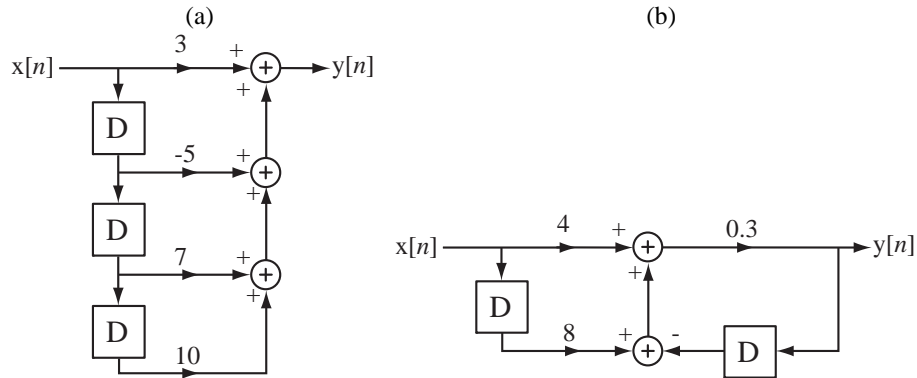 (a)
x[n] 3 + + + y[n]
D
-5 + + +
D
7 + + +
D
10
(b)
x[n] 4 + + + 0.3 y[n]
D
8 + + - D